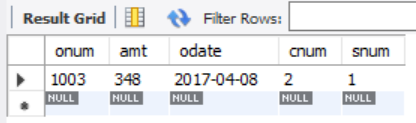 Result Grid Filter Rows:
onum amt odate cnum snum
1003 348 2017-04-08 2 1
NULL NULL NULL NULL NULL